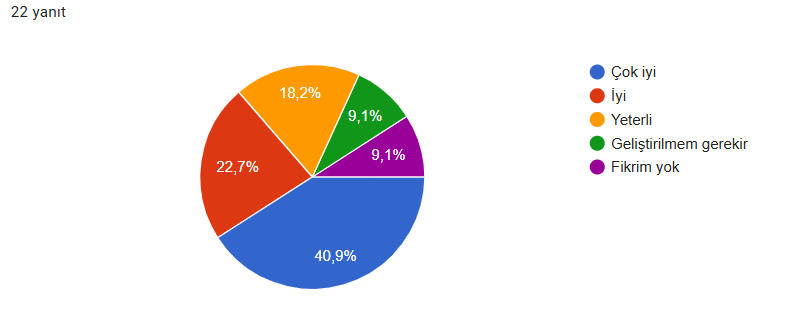 22 yanıt
18,2%
9,1%
9,1%
22,7%
40,9%
Çok iyi
İyi
Yeterli
Geliştirilmem gerekir
Fikrim yok